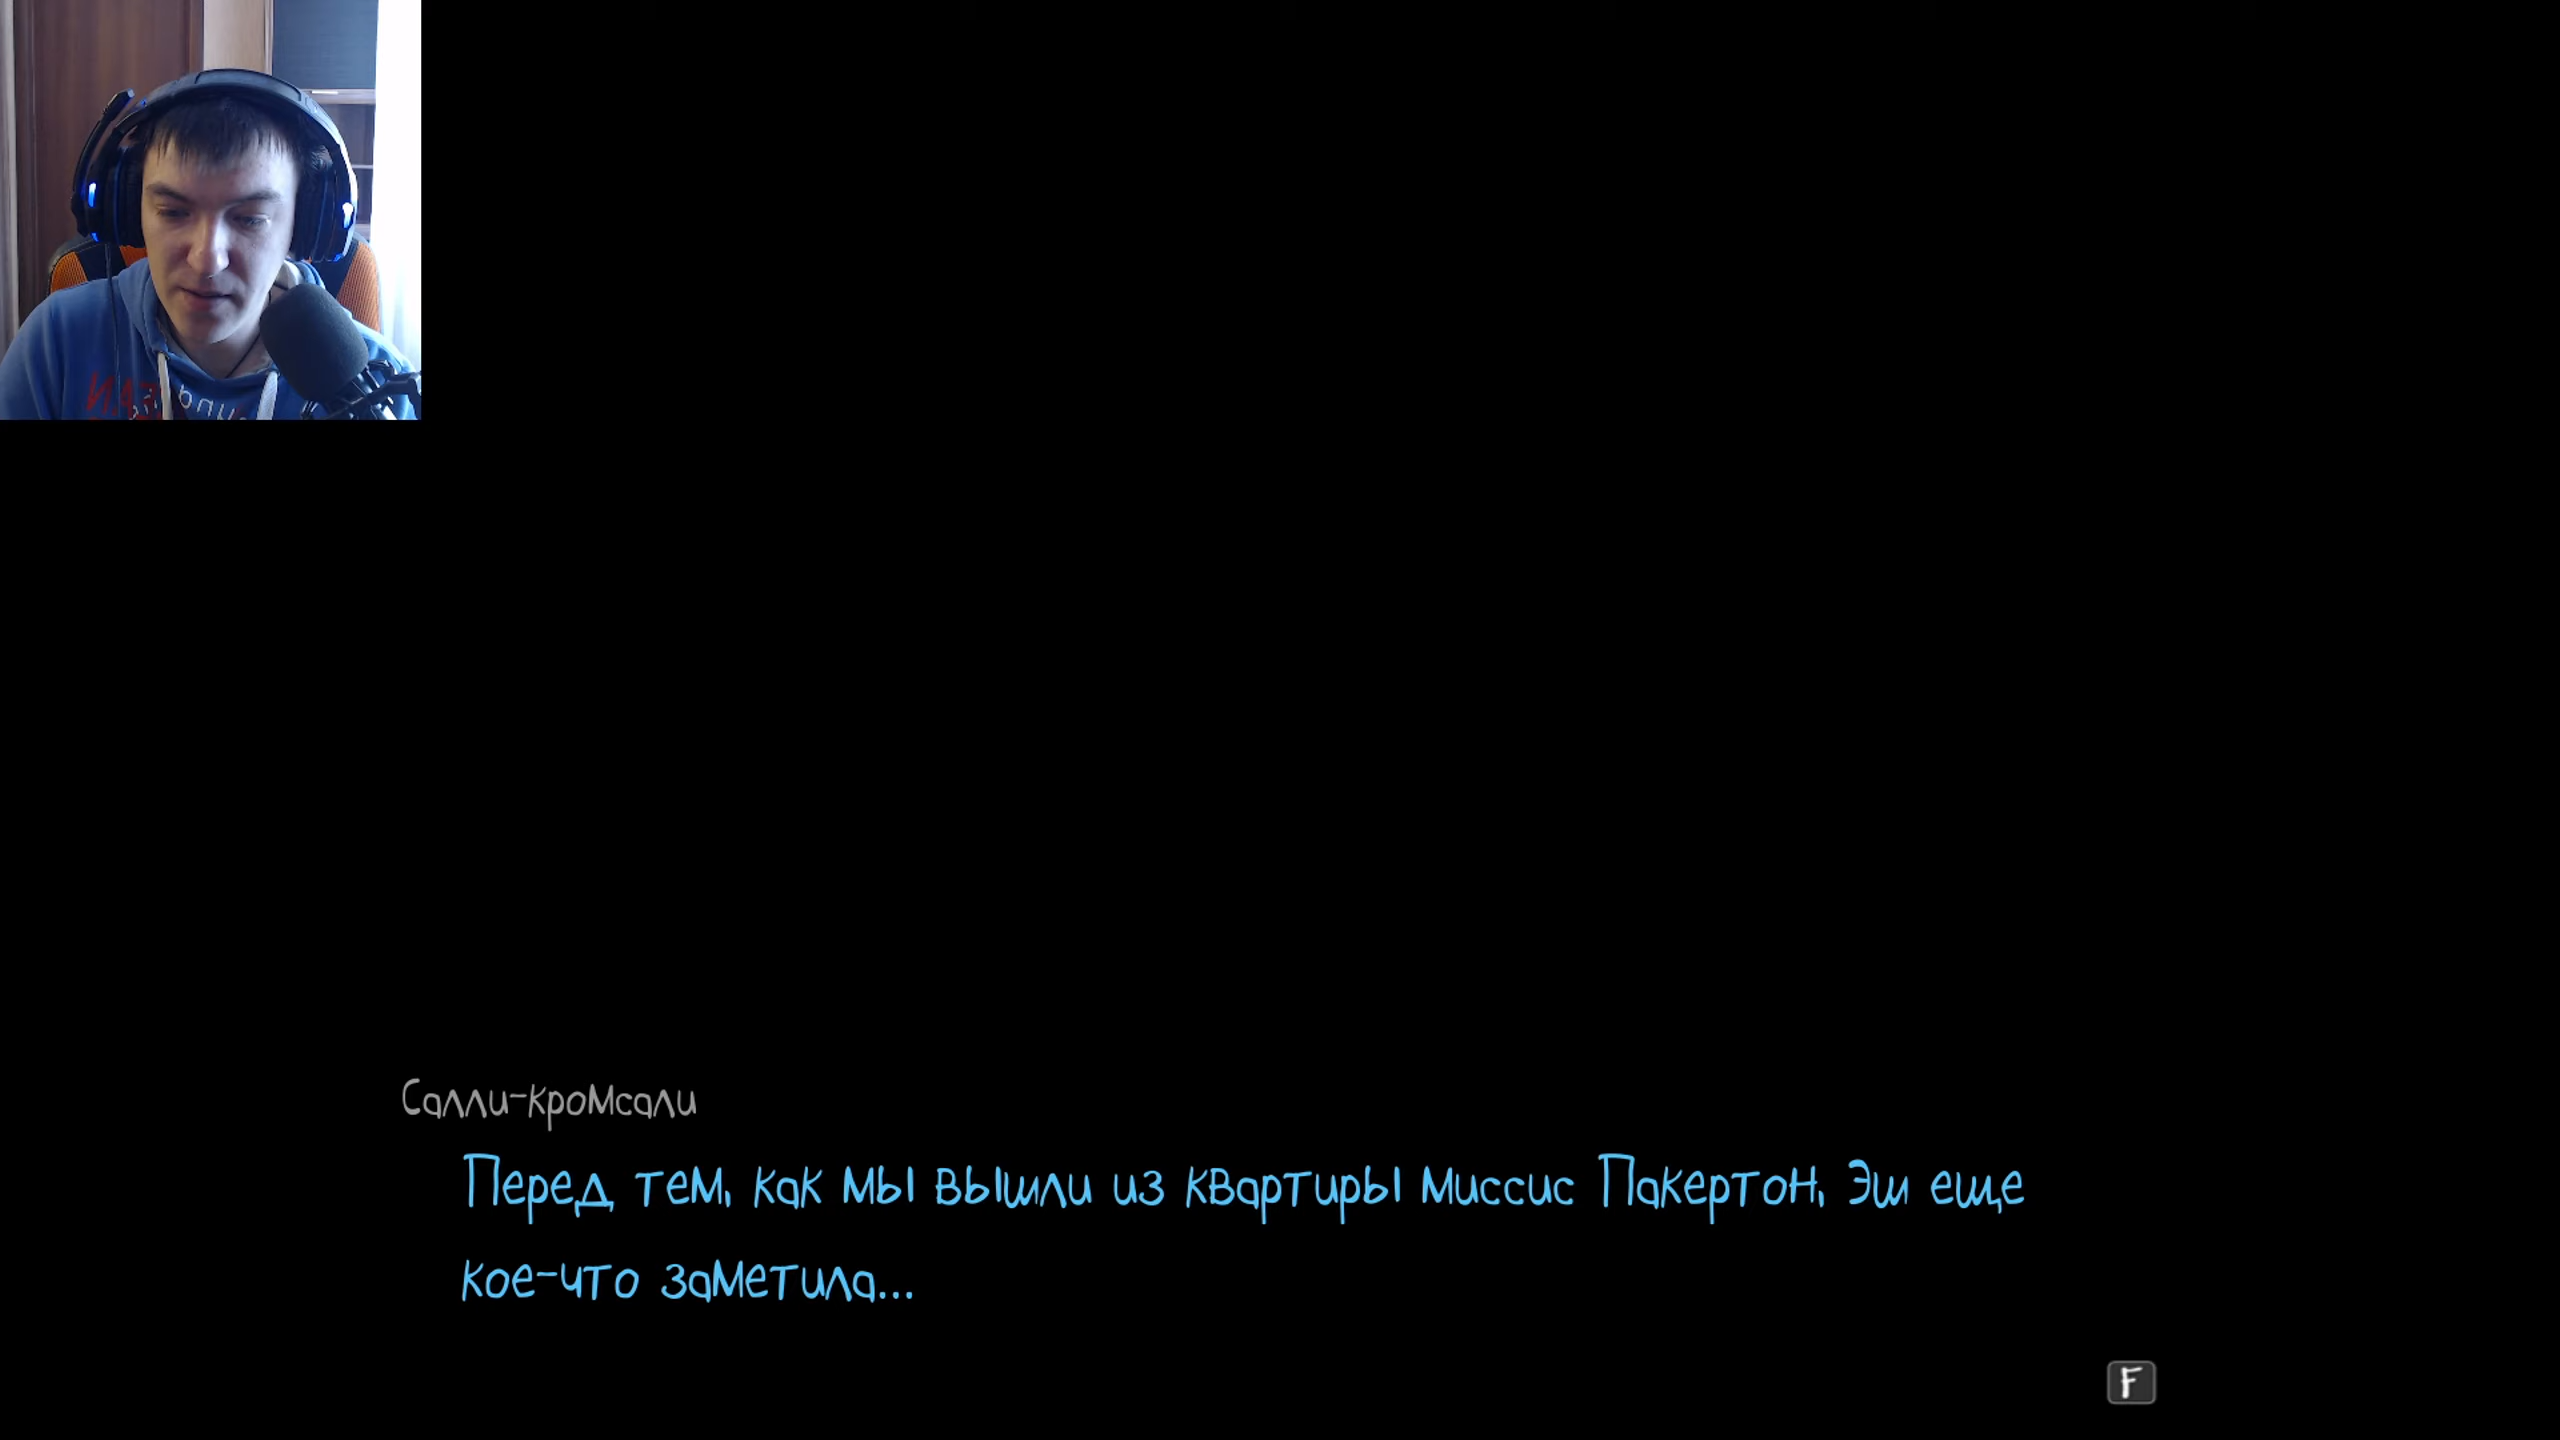 Салли-кромсали
Перед тем, как мы вышли из квартиры миссис Пакертон, Эш еще
кое-что заметила...
F